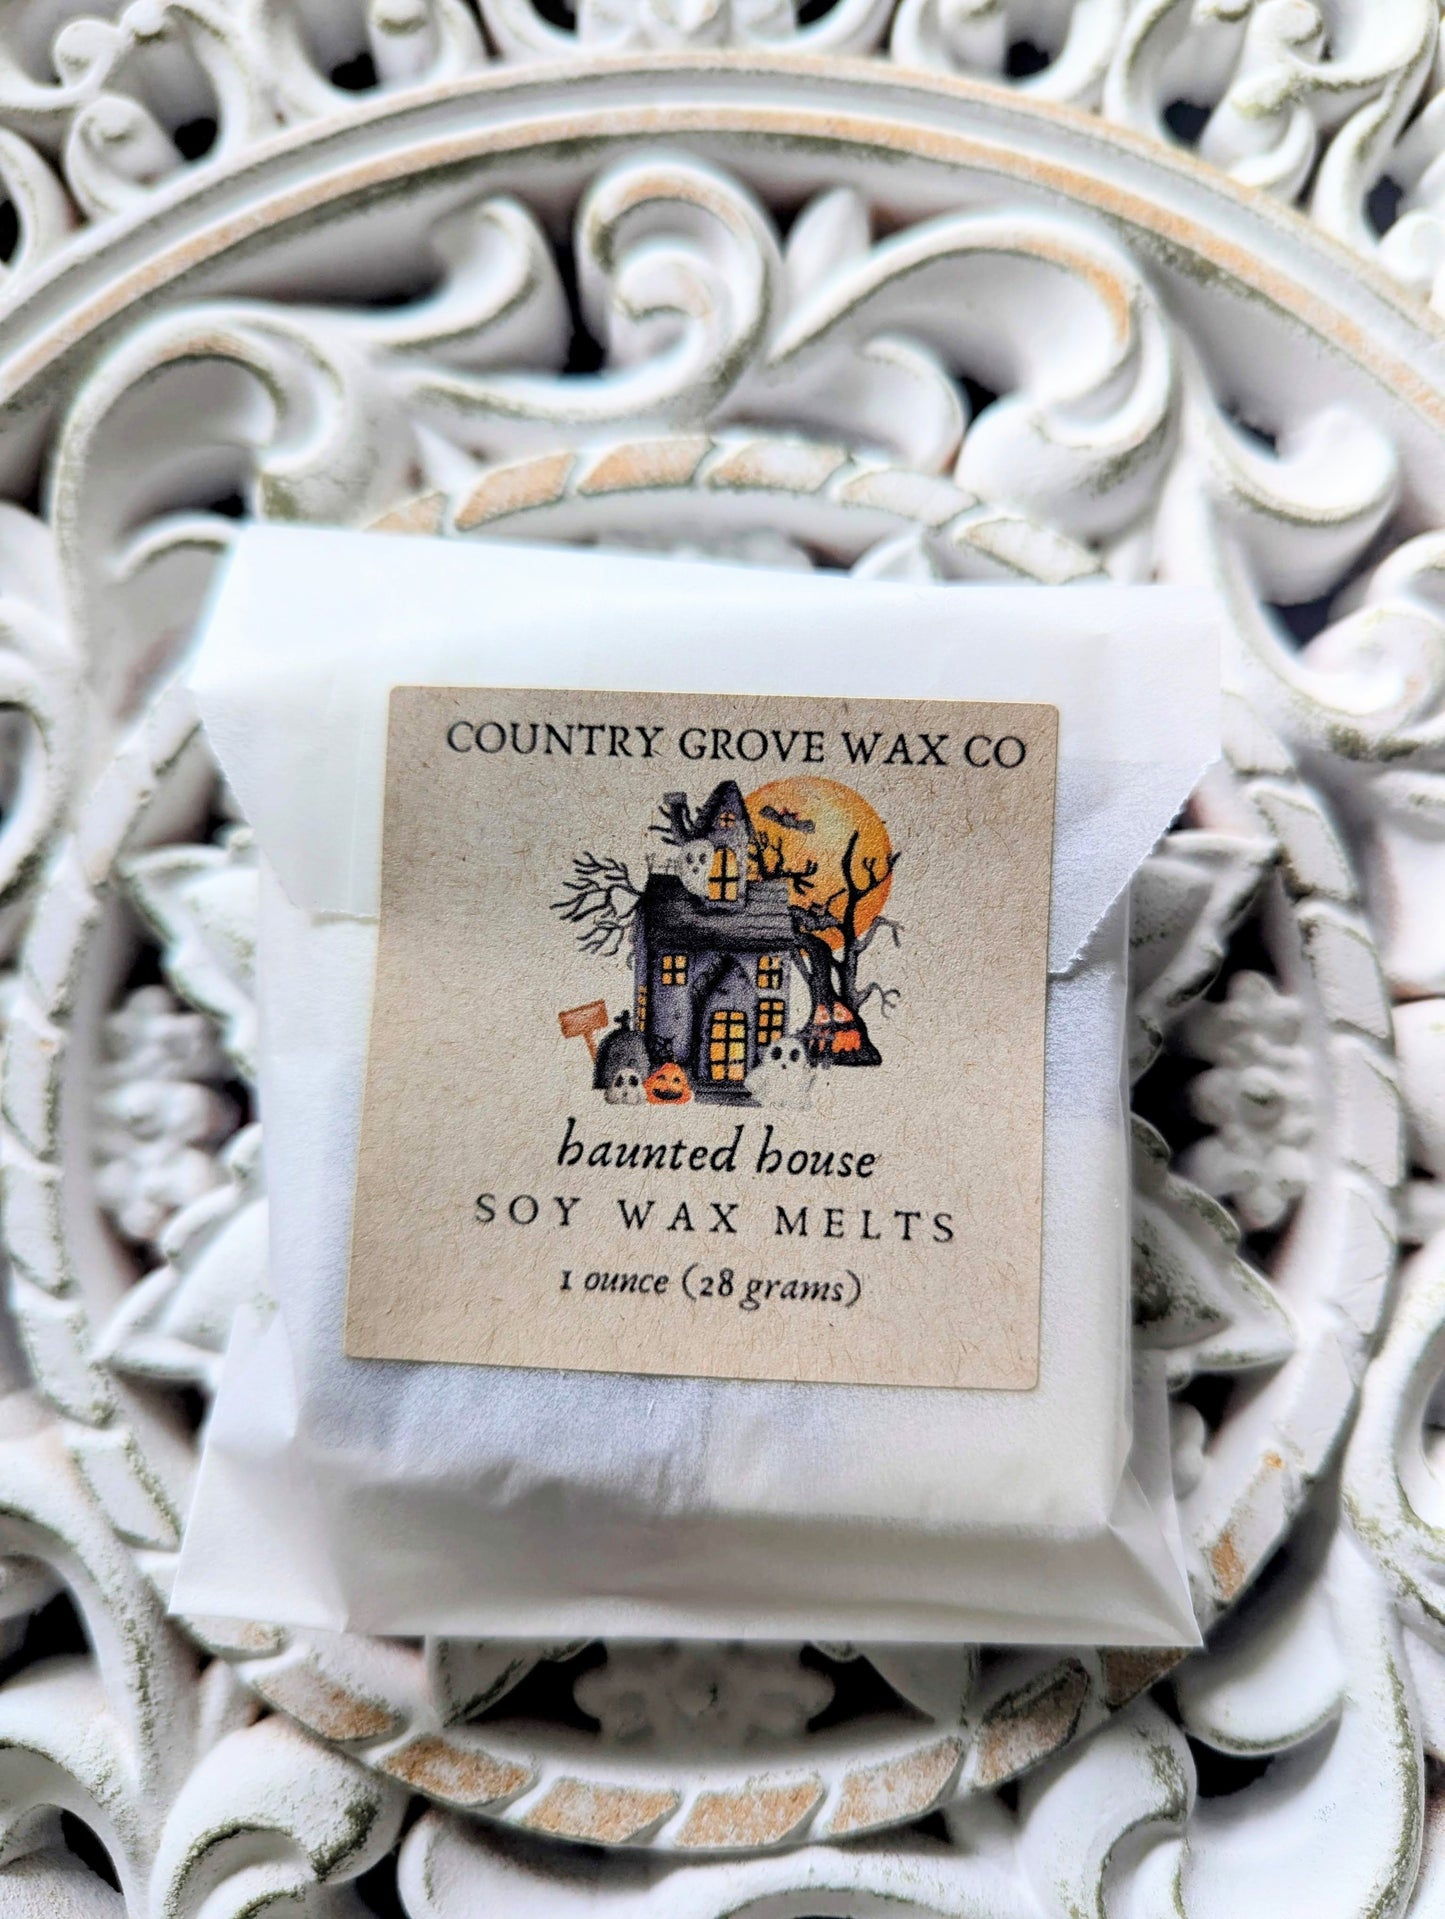 COUNTRY GROVE WAX CO
haunted house
SOY WAX MELTS
1 ounce (28 grams)